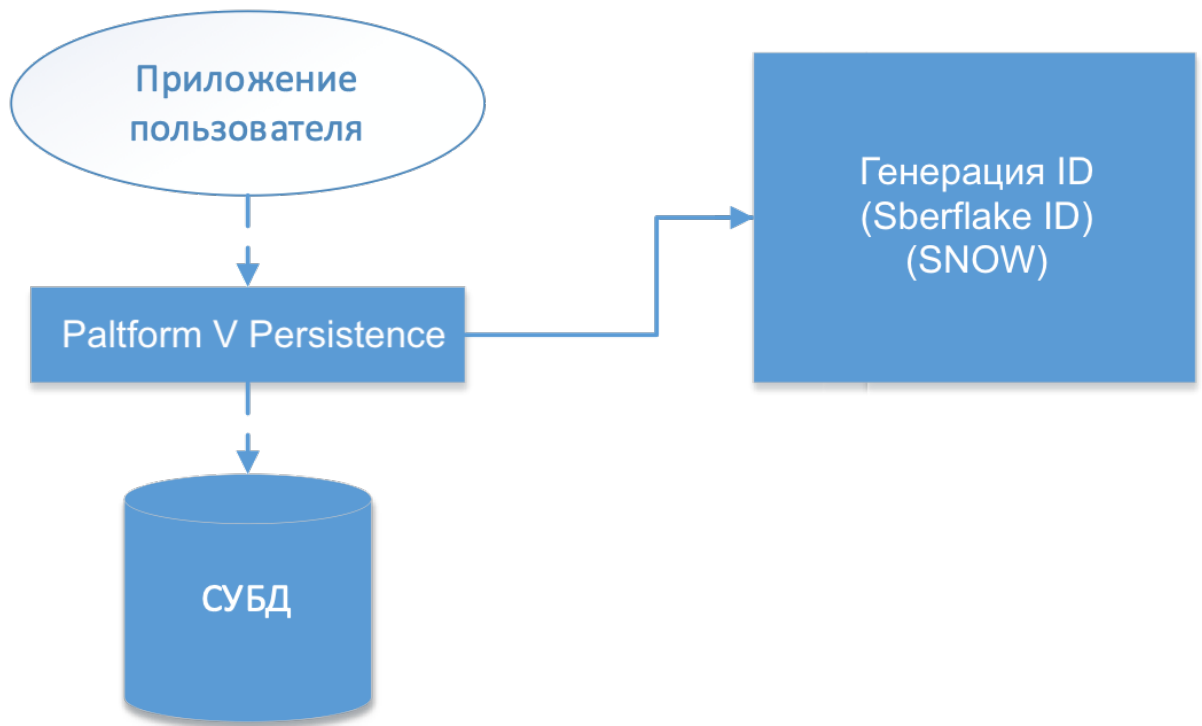 Приложение
пользователя
Генерация ID
(Sberflake ID)
(SNOW)
Paltform V Persistence
СУБД